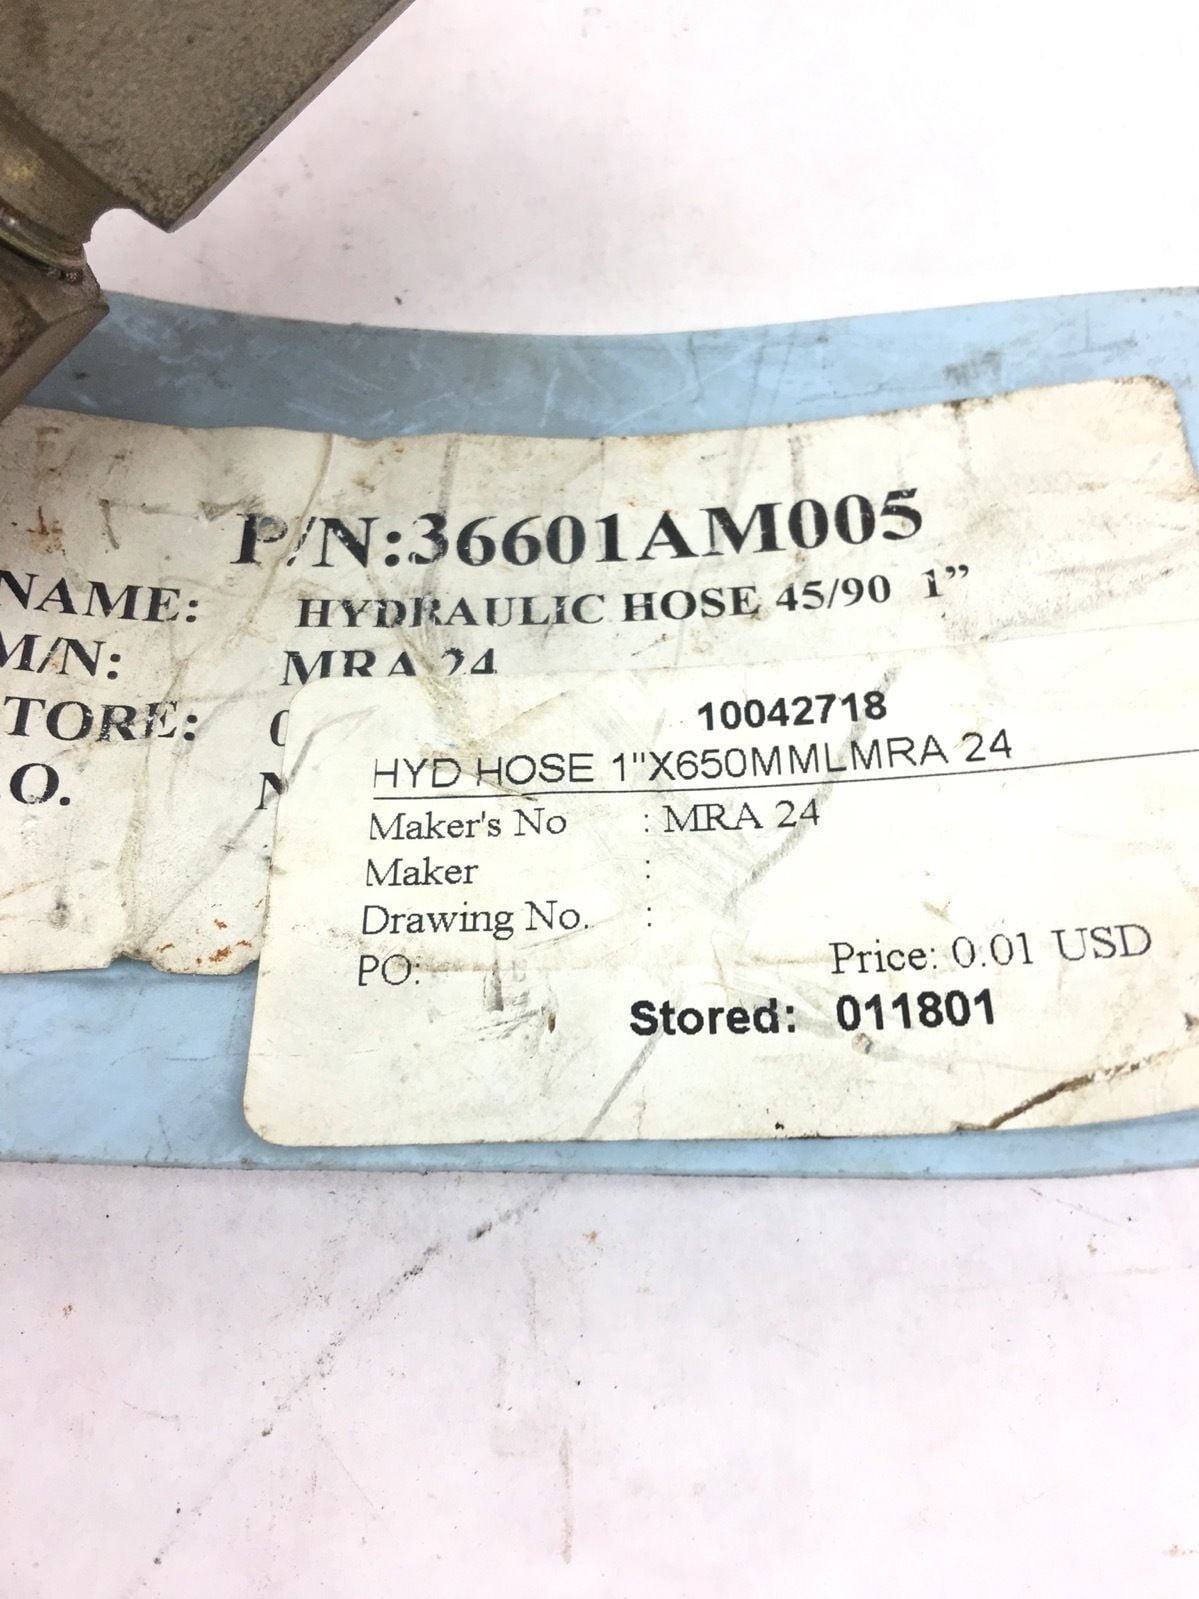 P/N:36601AM005
NAME: HYDRAULIC HOSE 45/90 1”
M/N: MRA 24
TORE: 0
.O. N
10042718
HYD HOSE 1"X650MMLMRA 24
Maker's No : MRA 24
Maker :
Drawing No. :
PO:
Price: 0.01 USD
Stored: 011801